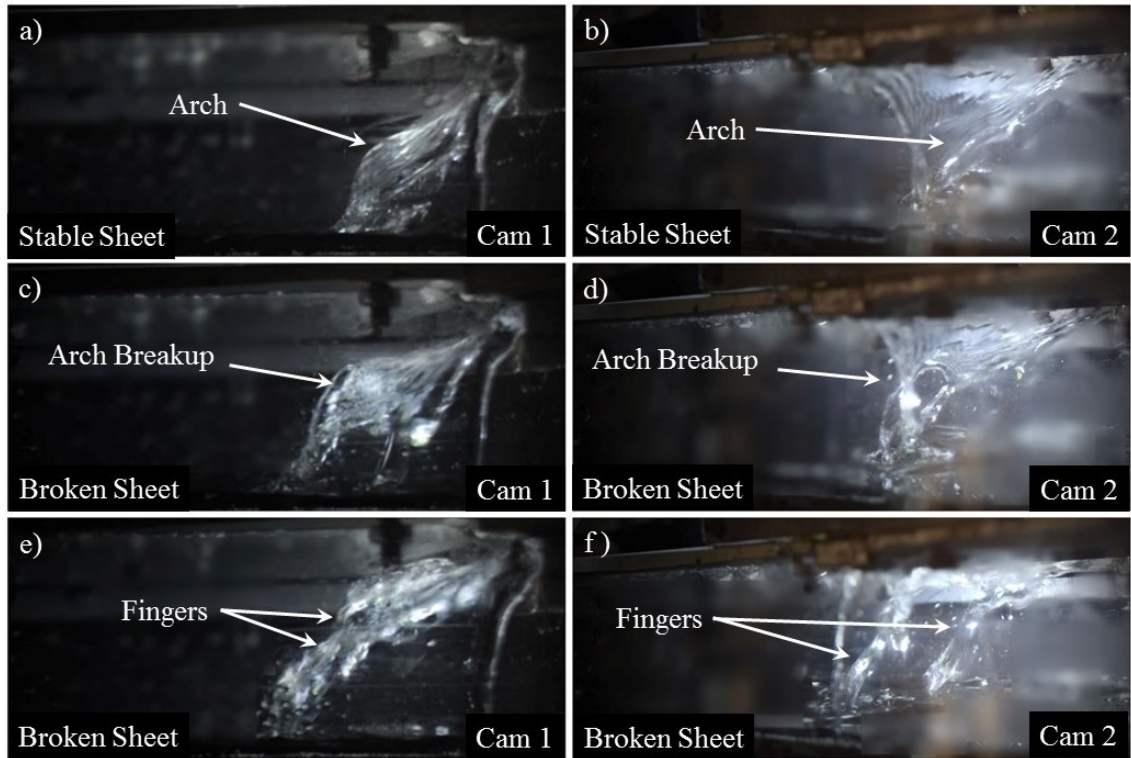 a)
Arch
Stable Sheet
Cam 1
b)
Arch
Stable Sheet
Cam 2
c)
Arch Breakup
Broken Sheet
Cam 1
d)
Arch Breakup
Broken Sheet
Cam 2
e)
Fingers
Broken Sheet
Cam 1
f)
Fingers
Broken Sheet
Cam 2